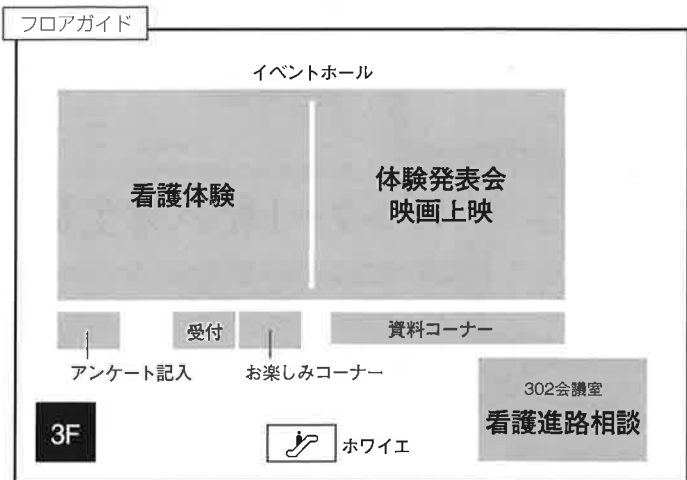 フロアガイド
イベントホール
看護体験
体験発表会
映画上映
受付
資料コーナー
アンケート記入
お楽しみコーナー
302会議室
看護進路相談
3F
ホワイエ